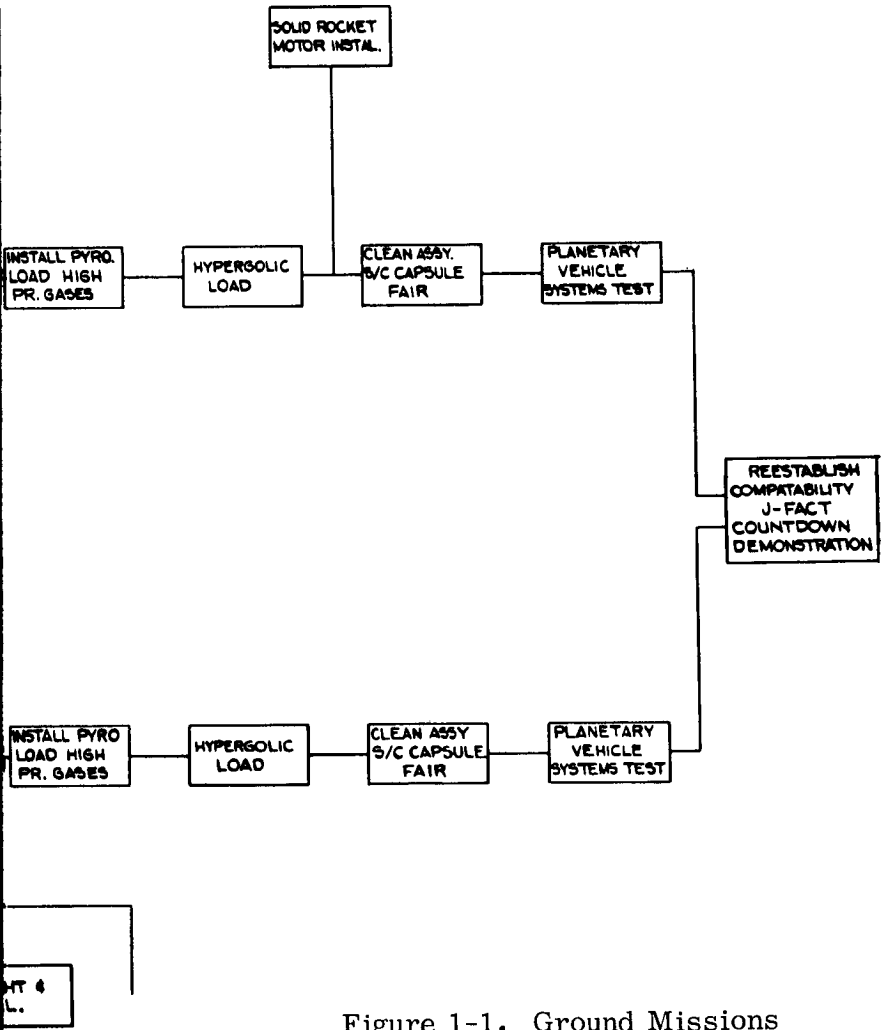 SOLID ROCKET
MOTOR INSTAL.
INSTALL PYRO.
LOAD HIGH
PR. GASES
HYPERGOLIC
LOAD
CLEAN ASSY.
S/C CAPSULE
FAIR
PLANETARY
VEHICLE
SYSTEMS TEST
REESTABLISH
COMPATABILITY
J-FACT
COUNTDOWN
DEMONSTRATION
INSTALL PYRO
LOAD HIGH
PR. GASES
HYPERGOLIC
LOAD
CLEAN ASSY
S/C CAPSULE
FAIR
PLANETARY
VEHICLE
SYSTEMS TEST
HT &
L.
Figure 1-1. Ground Missions